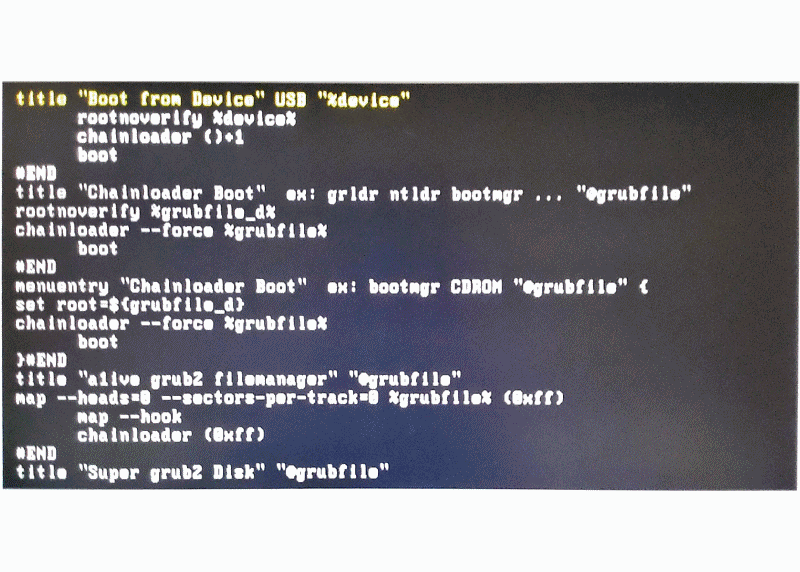 title "Boot from Device" USB "%device"
rootnoverify %device%
chainloader ()+1
boot
#END
title "Chainloader Boot"  ex: grldr ntldr bootmgr ... "@grubfile"
rootnoverify %grubfile_d%
chainloader --force %grubfile%
boot
#END
menuentry "Chainloader Boot"  ex: bootmgr CDROM "@grubfile" {
set root=${grubfile_d}
chainloader --force %grubfile%
boot
}#END
title "a1ive grub2 filemanager" "@grubfile"
map --heads=0 --sectors-per-track=0 %grubfile% (0xff)
map --hook
chainloader (0xff)
#END
title "Super grub2 Disk" "@grubfile"